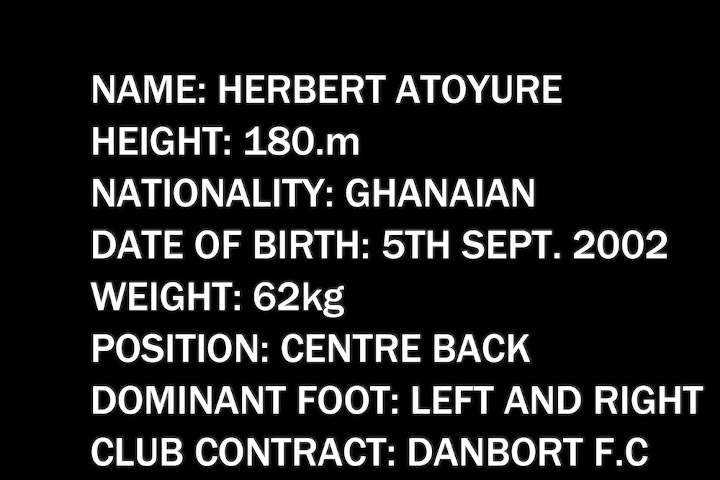 NAME: HERBERT ATOYURE
HEIGHT: 180.m
NATIONALITY: GHANAIAN
DATE OF BIRTH: 5TH SEPT. 2002
WEIGHT: 62kg
POSITION: CENTRE BACK
DOMINANT FOOT: LEFT AND RIGHT
CLUB CONTRACT: DANBORT F.C